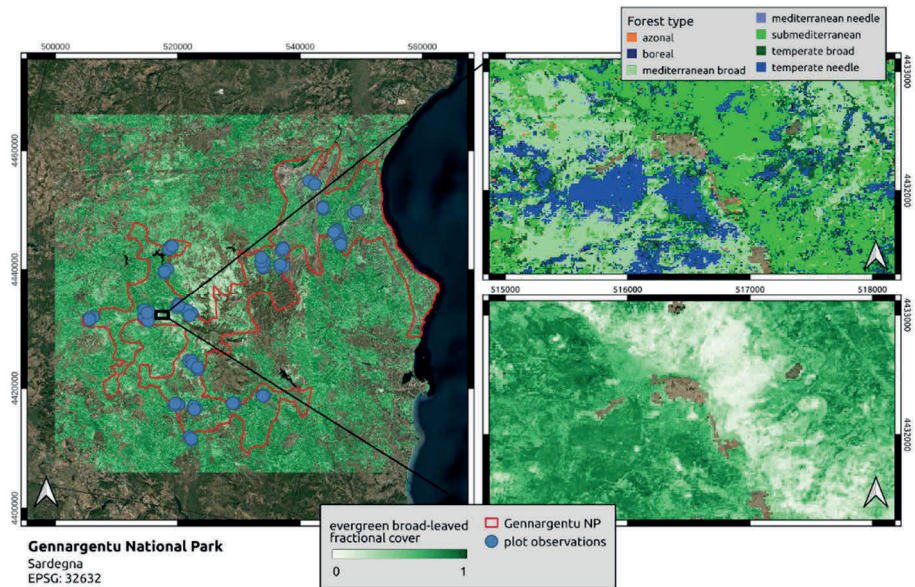 Forest type
azonal
boreal
mediterranean broad
mediterranean needle
submediterranean
temperate broad
temperate needle
500000 520000 540000 560000
4460000
4440000
4420000
4400000
4433000
4432000
515000 516000 517000 518000
4433000
4432000
evergreen broad-leaved
fractional cover
0 1
Gennargentu NP
plot observations
Gennargentu National Park
Sardegna
EPSG: 32632